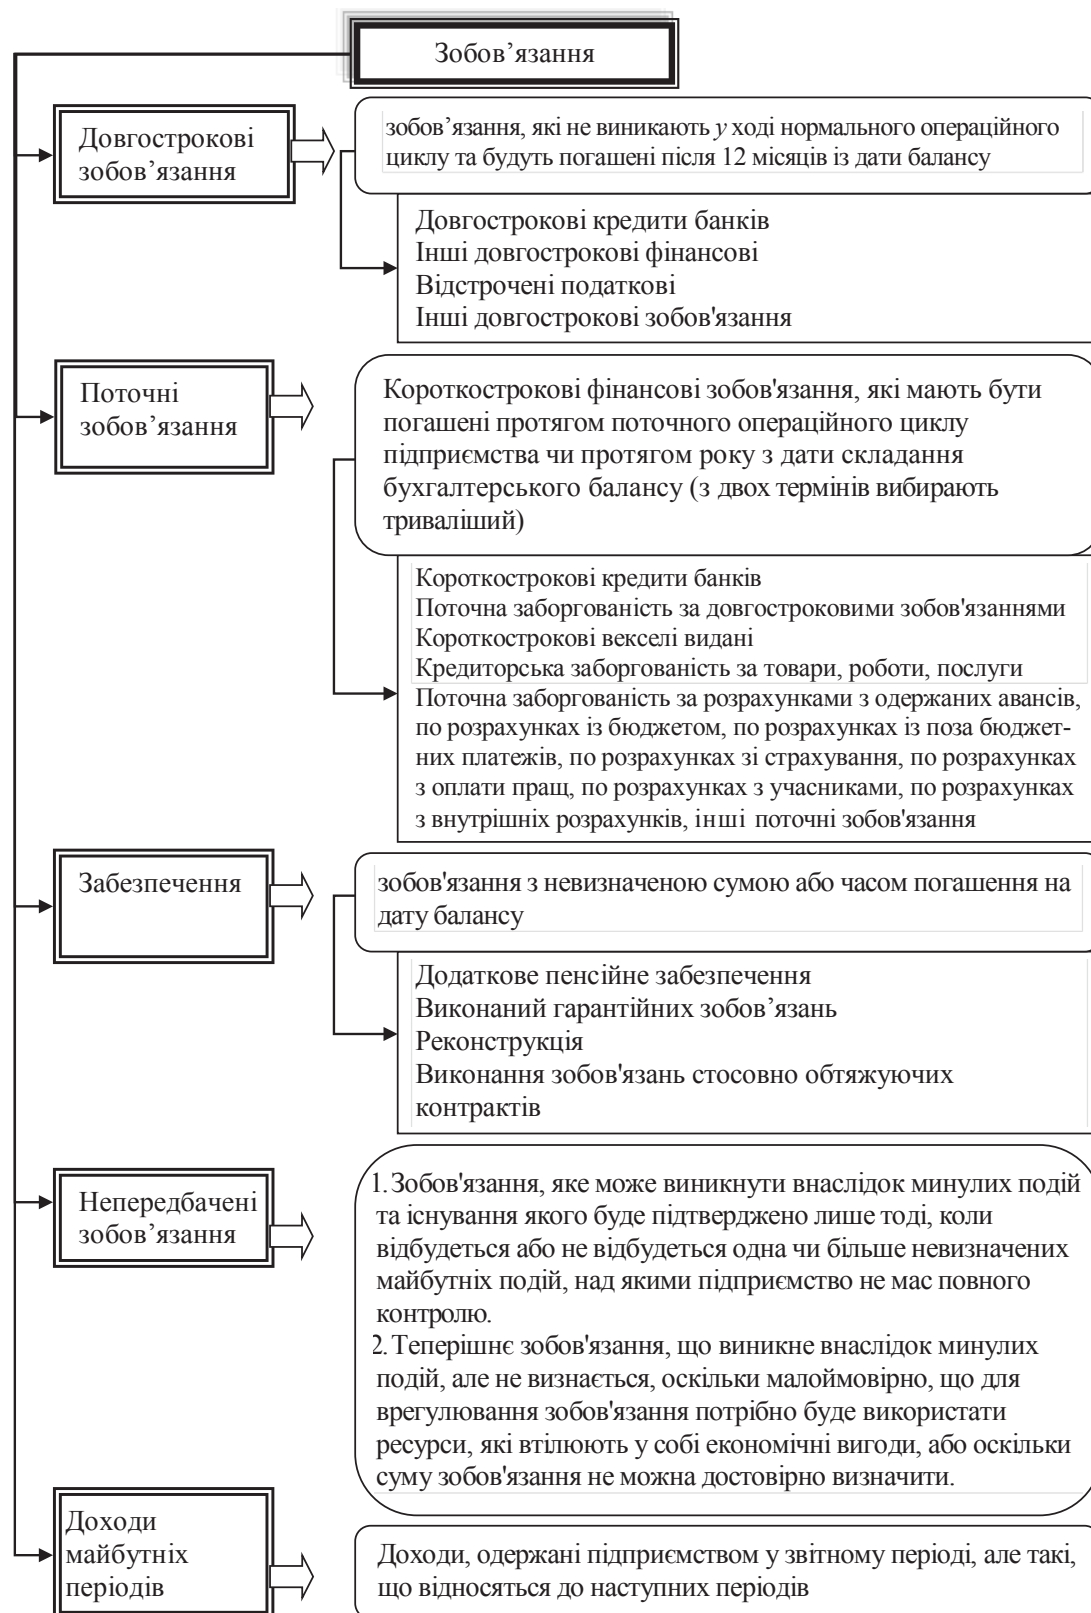 Зобов’язання
Довгострокові
зобов’язання
зобов’язання, які не виникають у ході нормального операційного
циклу та будуть погашені після 12 місяців із дати балансу
Довгострокові кредити банків
Інші довгострокові фінансові
Відстрочені податкові
Інші довгострокові зобов'язання
Поточні
зобов’язання
Короткострокові фінансові зобов'язання, які мають бути
погашені протягом поточного операційного циклу
підприємства чи протягом року з дати складання
бухгалтерського балансу (з двох термінів вибирають
триваліший)
Короткострокові кредити банків
Поточна заборгованість за довгостроковими зобов'язаннями
Короткострокові векселі видані
Кредиторська заборгованість за товари, роботи, послуги
Поточна заборгованість за розрахунками з одержаних авансів,
по розрахунках із бюджетом, по розрахунках із поза бюджет-
них платежів, по розрахунках зі страхування, по розрахунках
з оплати пращ, по розрахунках з учасниками, по розрахунках
з внутрішніх розрахунків, інші поточні зобов'язання
Забезпечення
зобов'язання з невизначеною сумою або часом погашення на
дату балансу
Додаткове пенсійне забезпечення
Виконаний гарантійних зобов’язань
Реконструкція
Виконання зобов'язань стосовно обтяжуючих
контрактів
Непередбачені
зобов’язання
1. Зобов'язання, яке може виникнути внаслідок минулих подій
та існування якого буде підтверджено лише тоді, коли
відбудеться або не відбудеться одна чи більше невизначених
майбутніх подій, над якими підприємство не мас повного
контролю.
2. Теперішнє зобов'язання, що виникне внаслідок минулих
подій, але не визнається, оскільки малоймовірно, що для
врегулювання зобов'язання потрібно буде використати
ресурси, які втілюють у собі економічні вигоди, або оскільки
суму зобов'язання не можна достовірно визначити.
Доходи
майбутніх
періодів
Доходи, одержані підприємством у звітному періоді, але такі,
що відносяться до наступних періодів